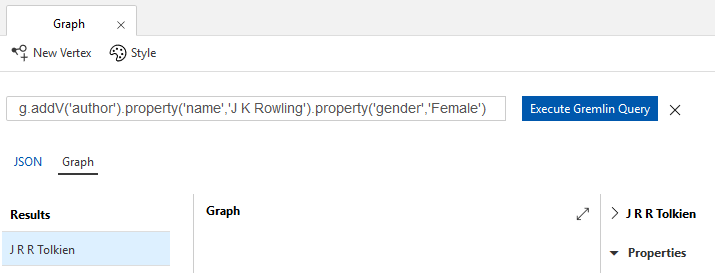 Graph
New Vertex Style
g.addV('author').property('name','J K Rowling').property('gender','Female')
Execute Gremlin Query
JSON Graph
Results
Graph
J R R Tolkien
J R R Tolkien
Properties